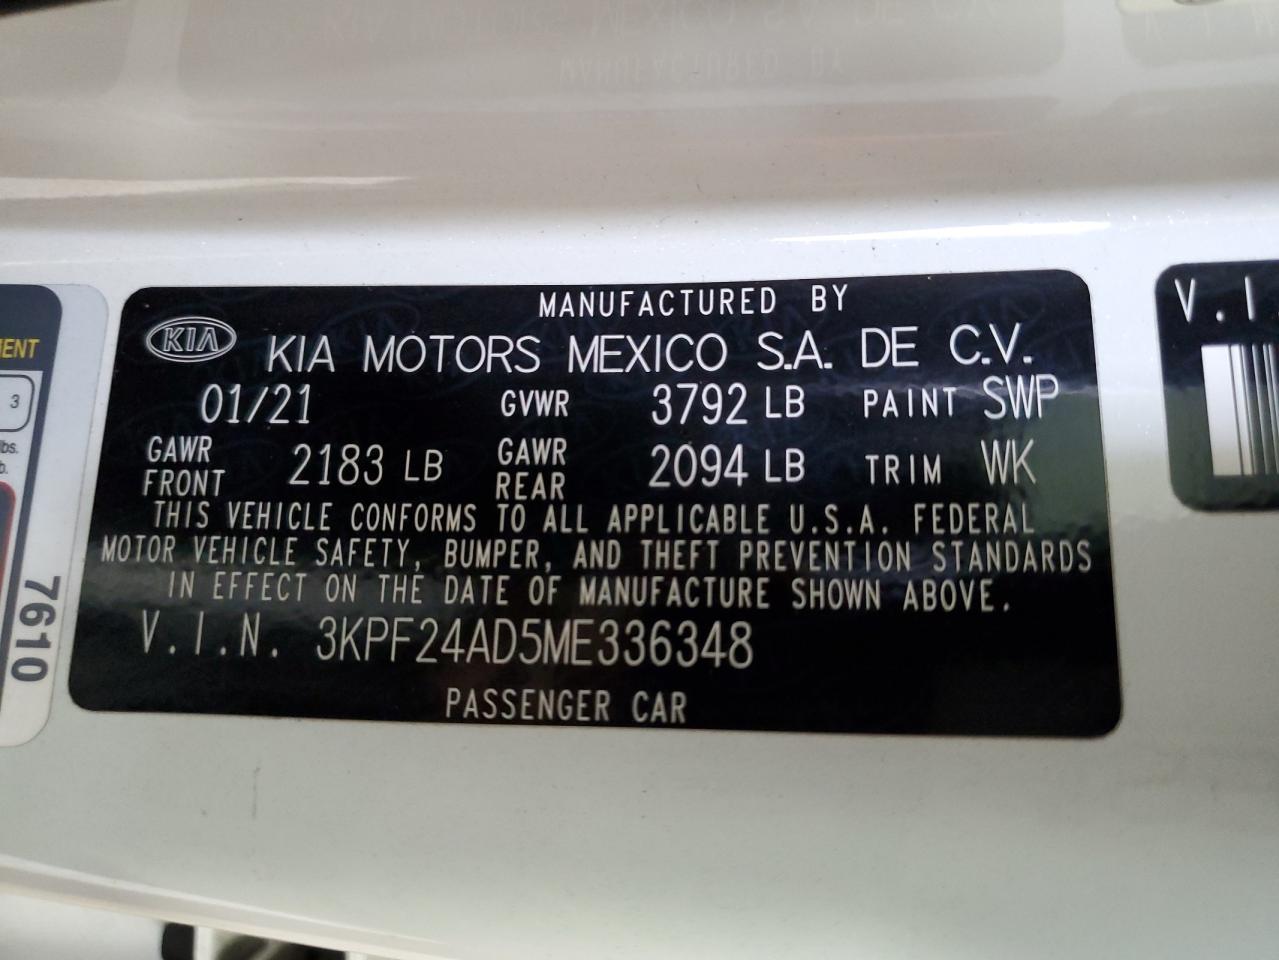 MANUFACTURED BY
KIA KIA MOTORS MEXICO S.A. DE C.V.
01/21 GVWR 3792 LB PAINT SWP
GAWR FRONT 2183 LB GAWR REAR 2094 LB TRIM WK
THIS VEHICLE CONFORMS TO ALL APPLICABLE U.S.A. FEDERAL
MOTOR VEHICLE SAFETY, BUMPER, AND THEFT PREVENTION STANDARDS
IN EFFECT ON THE DATE OF MANUFACTURE SHOWN ABOVE.
V.I.N. 3KPF24AD5ME336348
PASSENGER CAR
MENT
3
lbs.
b.
7610
V.I